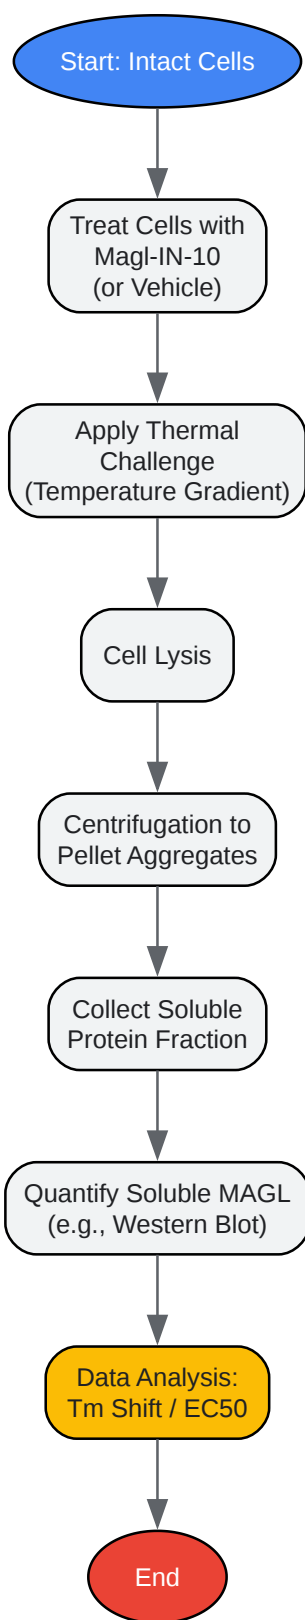 Start: Intact Cells
Treat Cells with
Magl-IN-10
(or Vehicle)
Apply Thermal
Challenge
(Temperature Gradient)
Cell Lysis
Centrifugation to
Pellet Aggregates
Collect Soluble
Protein Fraction
Quantify Soluble MAGL
(e.g., Western Blot)
Data Analysis:
Tm Shift / EC50
End